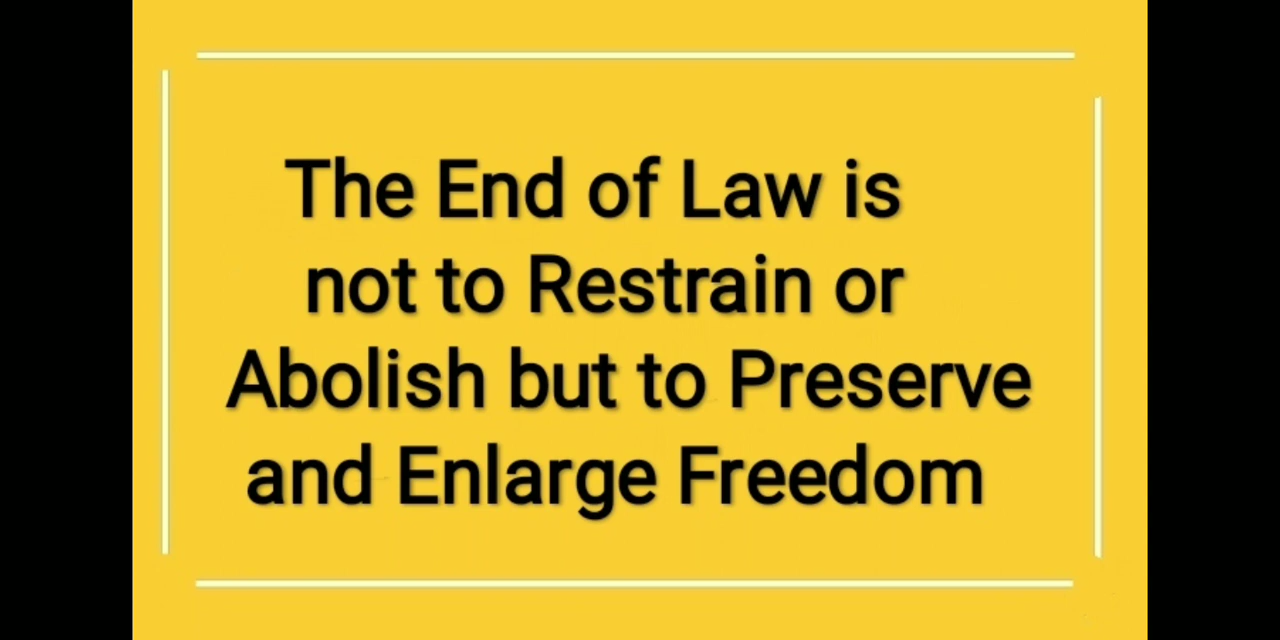 The End of Law is
not to Restrain or
Abolish but to Preserve
and Enlarge Freedom